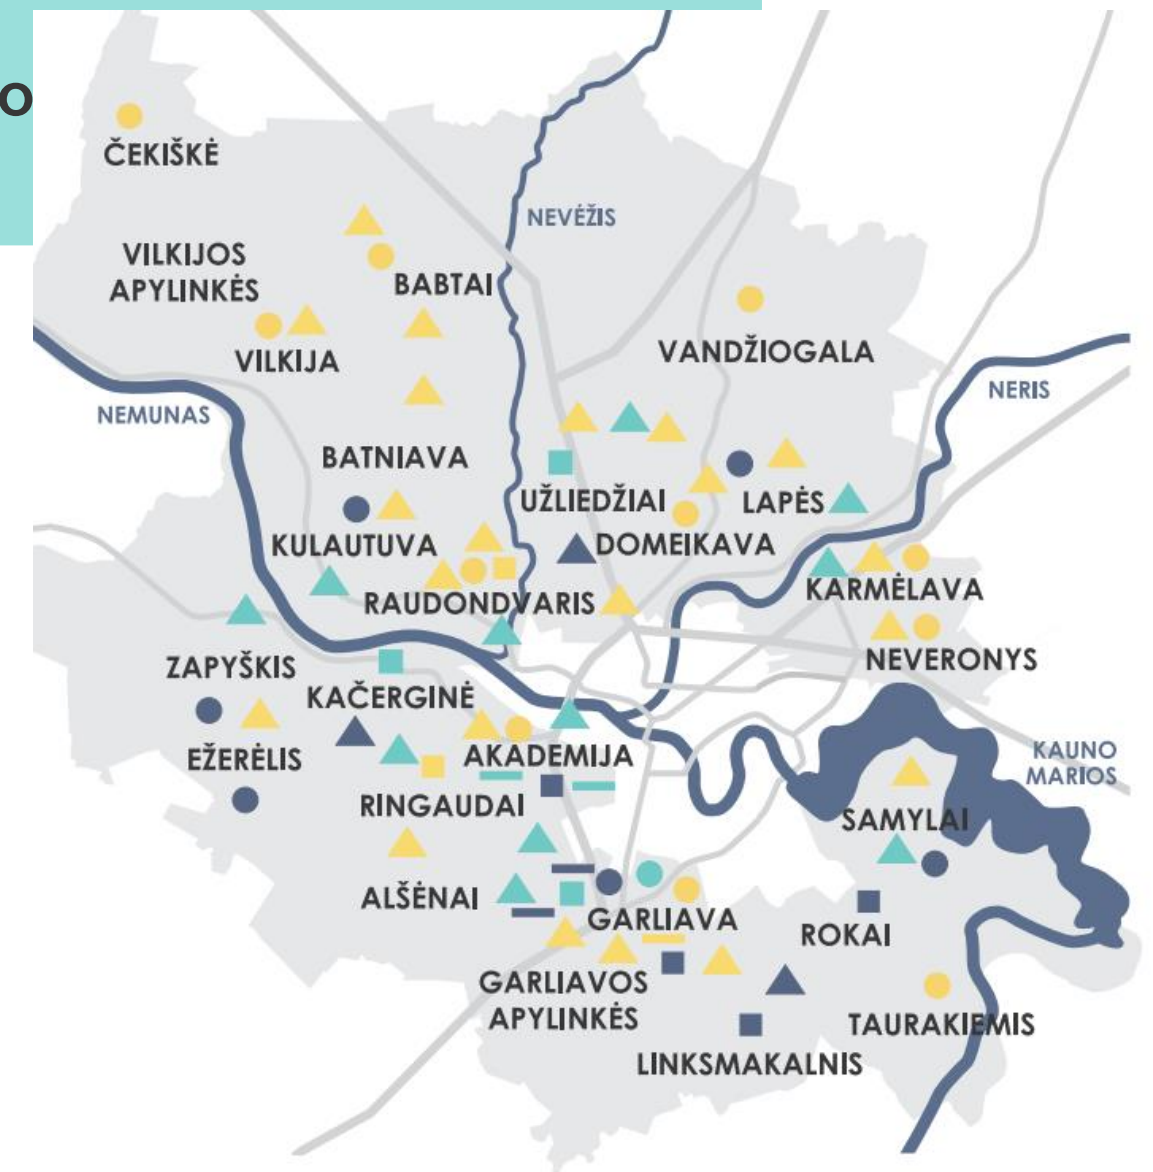 O
ČEKIŠKĖ
NEVĖŽIS
VILKIJOS
APYLINKĖS
BABTAI
VILKIJA
VANDŽIOGALA
NERIS
NEMUNAS
BATNIAVA
UŽLIEDŽIAI
LAPĖS
KULAUTUVA
DOMEIKAVA
RAUDONDVARIS
KARMĖLAVA
ZAPYŠKIS
NEVERONYS
KAČERGINĖ
EŽERĖLIS
AKADEMIJA
KAUNO
MARIOS
RINGAUDAI
SAMYLAI
ALŠĖNAI
GARLIAVA
ROKAI
GARLIAVOS
APYLINKĖS
TAURAKIEMIS
LINKSMAKALNIS